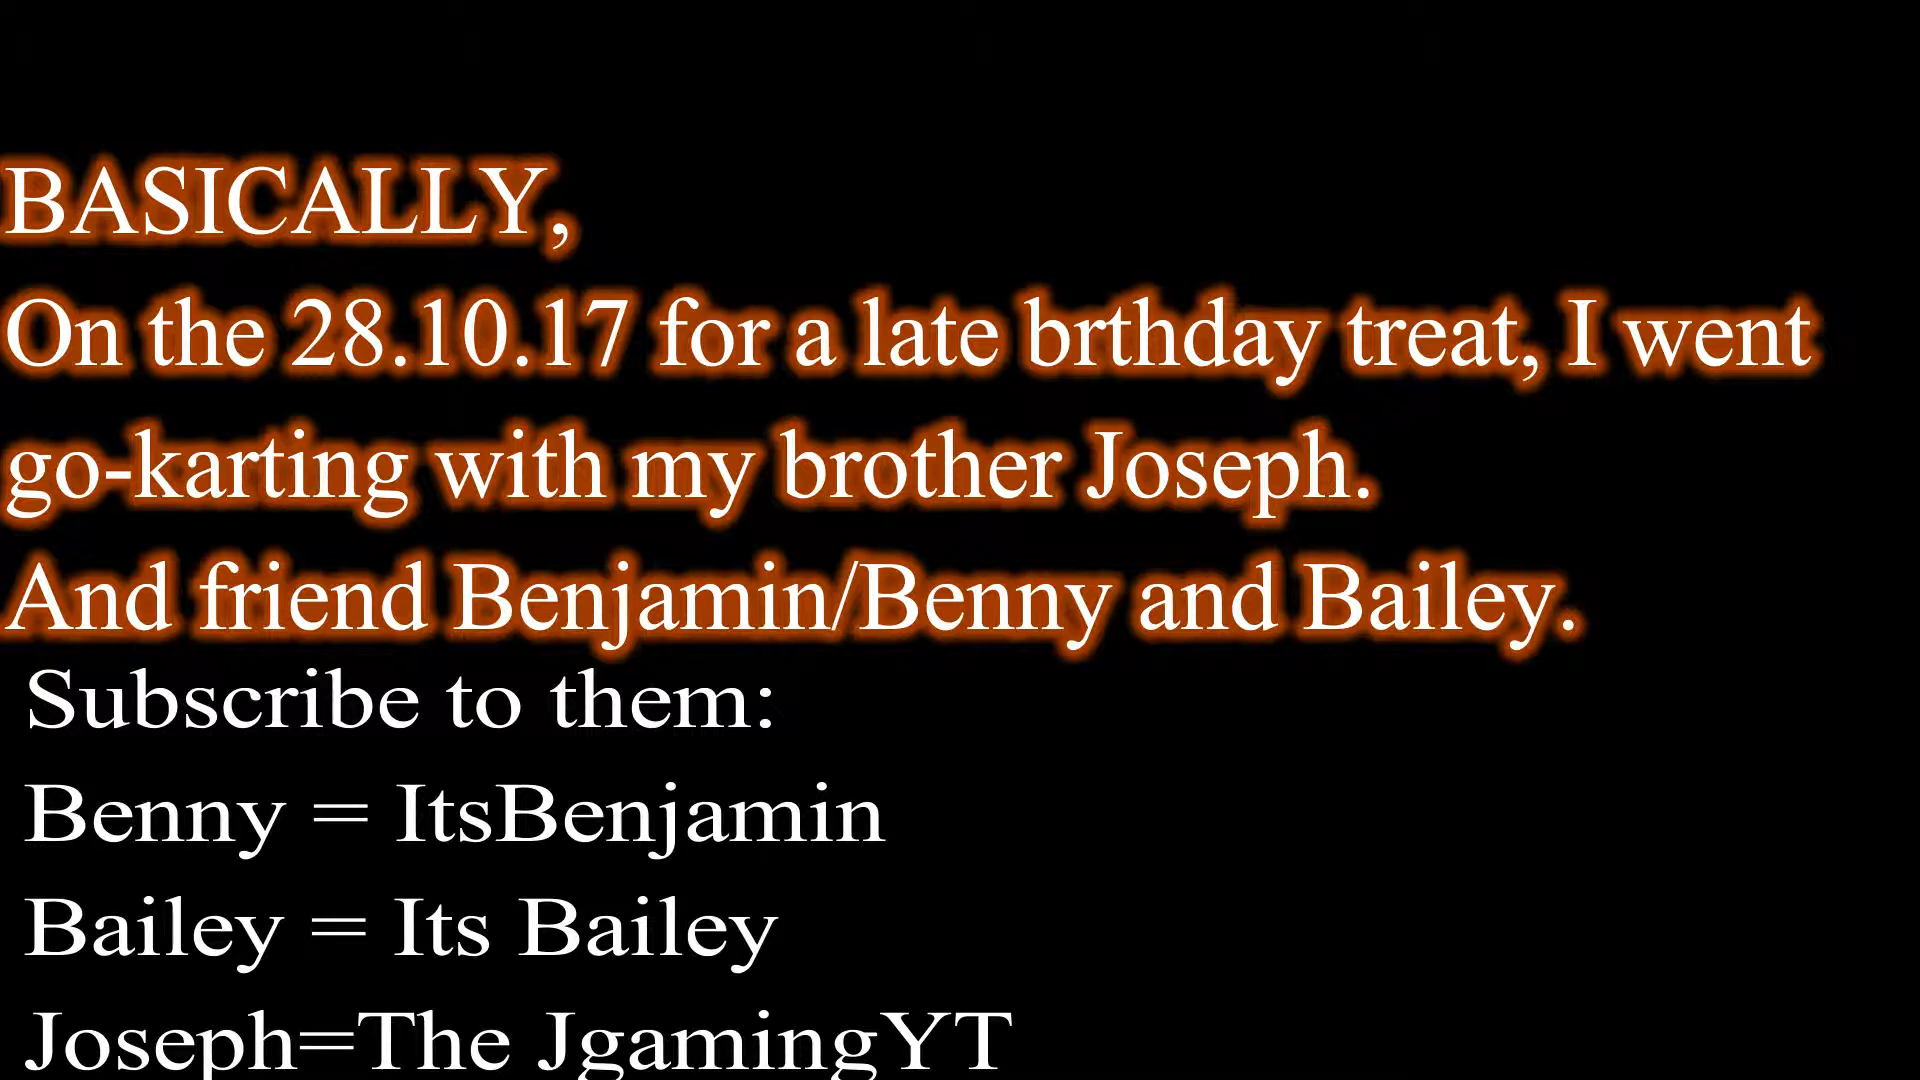 BASICALLY,
On the 28.10.17 for a late brthday treat, I went
go-karting with my brother Joseph.
And friend Benjamin/Benny and Bailey.
Subscribe to them:
Benny = ItsBenjamin
Bailey = Its Bailey
Joseph=The JgamingYT